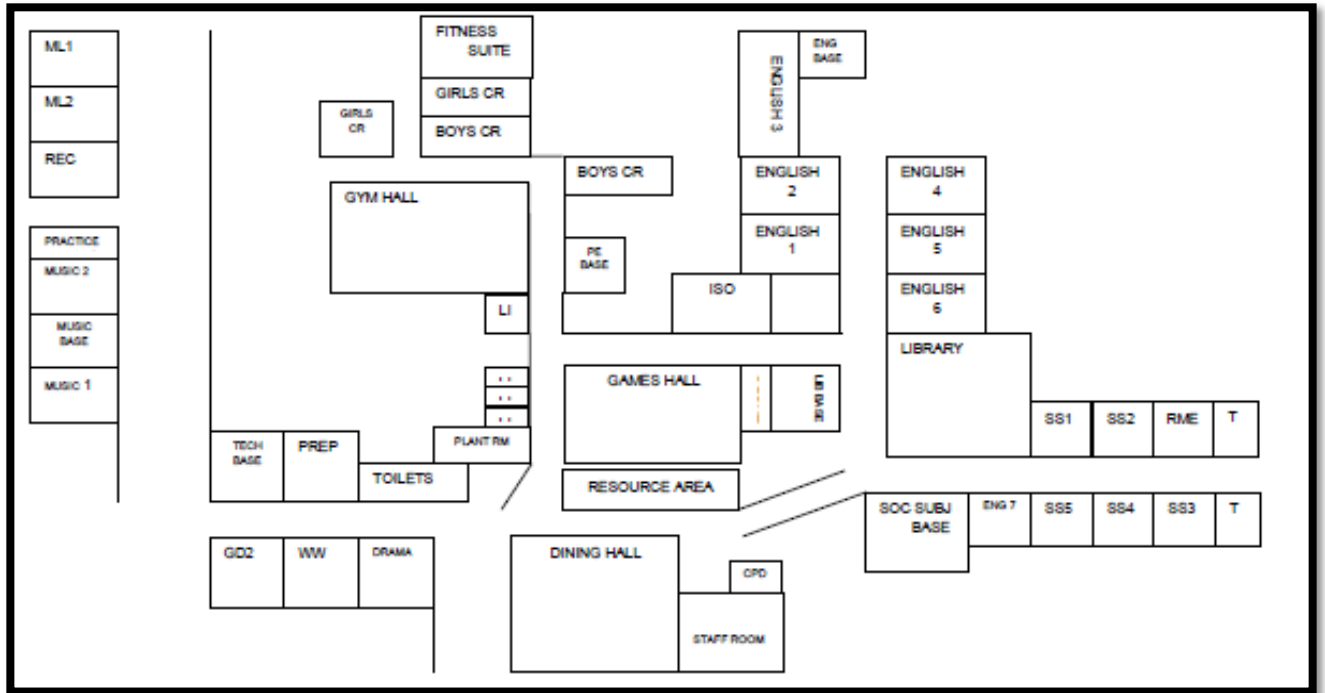 ML1
ML2
REC
PRACTICE
MUSIC 2
MUSIC
BASE
MUSIC 1
FITNESS
SUITE
GIRLS CR
BOYS CR
GIRLS
CR
GYM HALL
BOYS CR
PE
BASE
LI
ENGLISH 3
ENG
BASE
ENGLISH
2
ENGLISH
1
ISO
ENGLISH
4
ENGLISH
5
ENGLISH
6
LIBRARY
GAMES HALL
LIB BASE
SS1
SS2
RME
T
TECH
BASE
PREP
TOILETS
PLANT RM
RESOURCE AREA
SOC SUBJ
BASE
ENG 7
SS5
SS4
SS3
T
GD2
WW
DRAMA
DINING HALL
CPD
STAFF ROOM